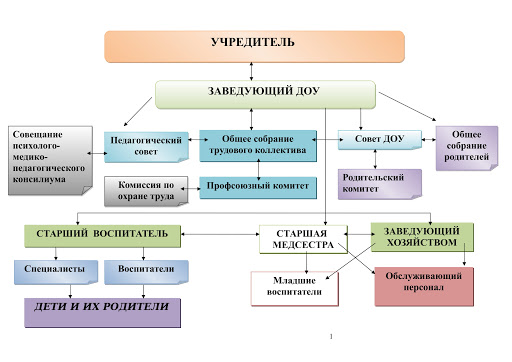 УЧРЕДИТЕЛЬ
ЗАВЕДУЮЩИЙ ДОУ
Совещание
психолого-
медико-
педагогического
консилиума
Педагогический
совет
Общее собрание
трудового коллектива
Совет ДОУ
Общее
собрание
родителей
Комиссия по
охране труда
Профсоюзный комитет
Родительский
комитет
СТАРШИЙ ВОСПИТАТЕЛЬ
СТАРШАЯ
МЕДСЕСТРА
ЗАВЕДУЮЩИЙ
ХОЗЯЙСТВОМ
Специалисты
Воспитатели
Младшие
воспитатели
Обслуживающий
персонал
ДЕТИ И ИХ РОДИТЕЛИ
1